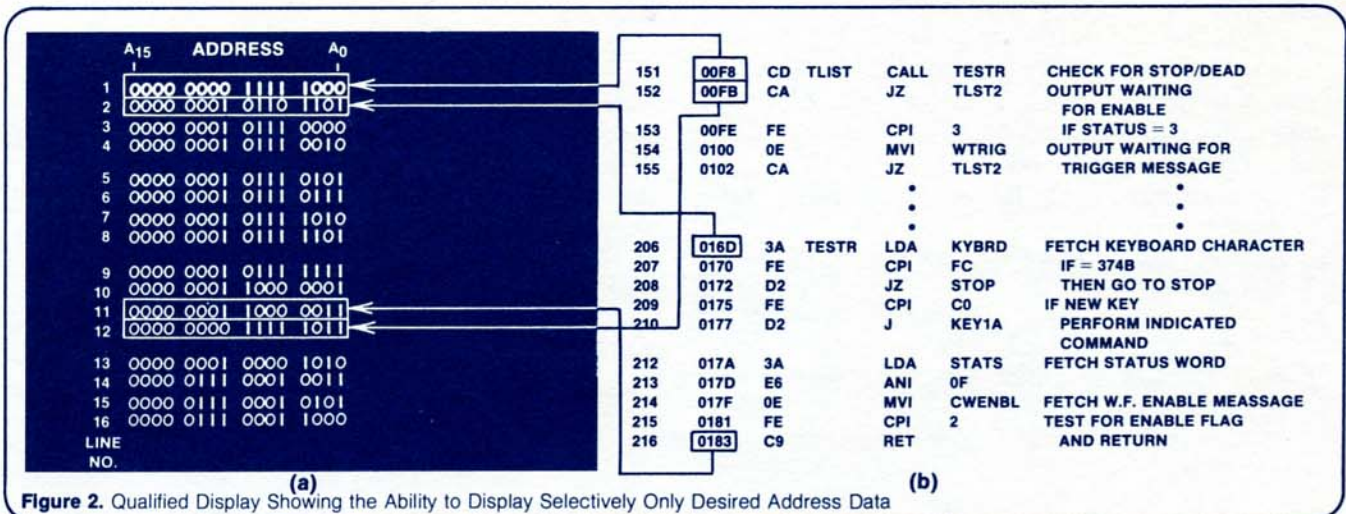 A15 ADDRESS A0
1 0000 0000 1111 1000
2 0000 0001 0110 1101
3 0000 0001 0111 0000
4 0000 0001 0111 0010
5 0000 0001 0111 0101
6 0000 0001 0111 0111
7 0000 0001 0111 1010
8 0000 0001 0111 1101
9 0000 0001 0111 1111
10 0000 0001 1000 0001
11 0000 0001 1000 0011
12 0000 0000 1111 1011
13 0000 0001 0000 1010
14 0000 0111 0001 0011
15 0000 0111 0001 0101
16 0000 0111 0001 1000
LINE
NO.
(a)
151 00F8 CD TLIST CALL TESTR CHECK FOR STOP/DEAD
152 00FB CA JZ TLST2 OUTPUT WAITING
FOR ENABLE
153 00FE FE CPI 3 IF STATUS = 3
154 0100 0E MVI WTRIG OUTPUT WAITING FOR
155 0102 CA JZ TLST2 TRIGGER MESSAGE
206 016D 3A TESTR LDA KYBRD FETCH KEYBOARD CHARACTER
207 0170 FE CPI FC IF = 374B
208 0172 D2 JZ STOP THEN GO TO STOP
209 0175 FE CPI C0 IF NEW KEY
210 0177 D2 J KEY1A PERFORM INDICATED
COMMAND
212 017A 3A LDA STATS FETCH STATUS WORD
213 017D E6 ANI 0F
214 017F 0E MVI CWENBL FETCH W.F. ENABLE MEASSAGE
215 0181 FE CPI 2 TEST FOR ENABLE FLAG
216 0183 C9 RET AND RETURN
(b)
Figure 2. Qualified Display Showing the Ability to Display Selectively Only Desired Address Data